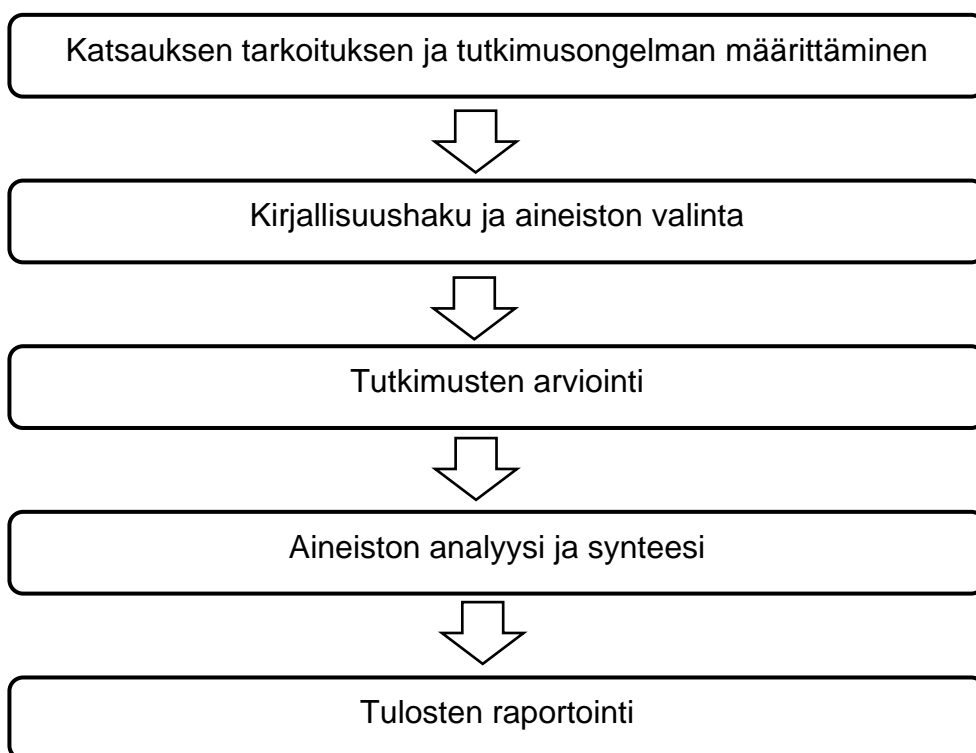 Katsauksen tarkoituksen ja tutkimusongelman määrittäminen
Kirjallisuushaku ja aineiston valinta
Tutkimusten arviointi
Aineiston analyysi ja synteesi
Tulosten raportointi